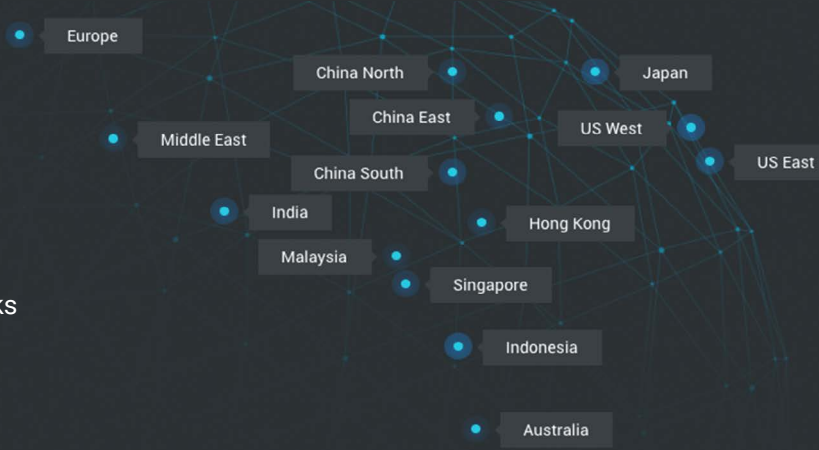 Europe
China North
Japan
China East
US West
Middle East
US East
China South
India
Hong Kong
Malaysia
Singapore
ks
Indonesia
Australia